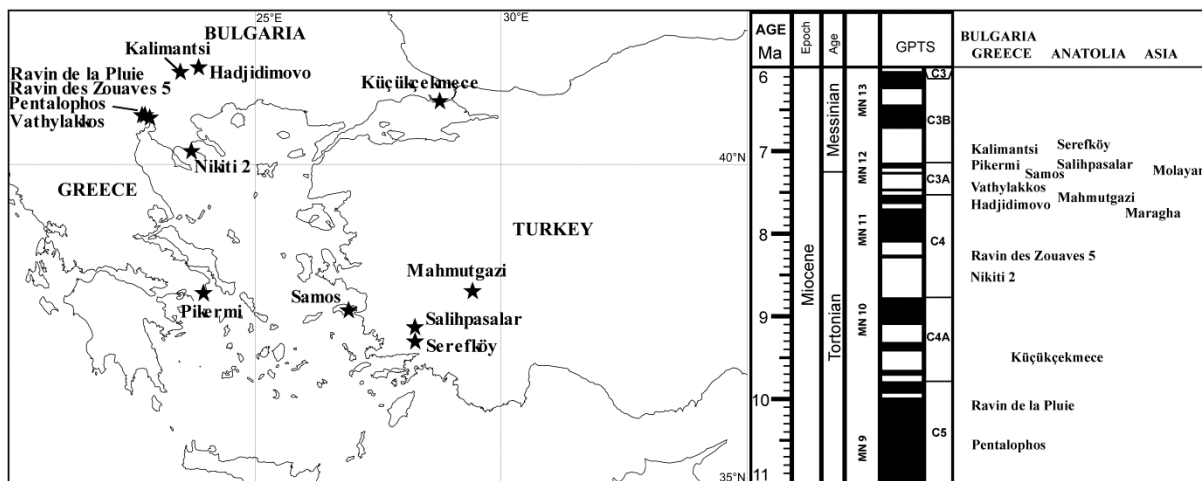 25°E
30°E
BULGARIA
Kalimantsi
Hadjidimovo
Ravin de la Pluie
Ravin des Zouaves 5
Pentalophos
Vathylakkos
Küçükçekmece
40°N
Nikiti 2
GREECE
TURKEY
Mahmutgazi
Samos
Pikermi
Salihpasalar
Serefköy
35°N
AGE
Ma
Epoch
Age
GPTS
BULGARIA
GREECE
ANATOLIA
ASIA
6
7
8
9
10
11
Miocene
Messinian
Tortonian
MN 13
MN 12
MN 11
MN 10
MN 9
C3
C3B
C3A
C4
C4A
C5
Kalimantsi
Serefköy
Pikermi
Salihpasalar
Samos
Molayan
Vathylakkos
Mahmutgazi
Hadjidimovo
Maragha
Ravin des Zouaves 5
Nikiti 2
Küçükçekmece
Ravin de la Pluie
Pentalophos